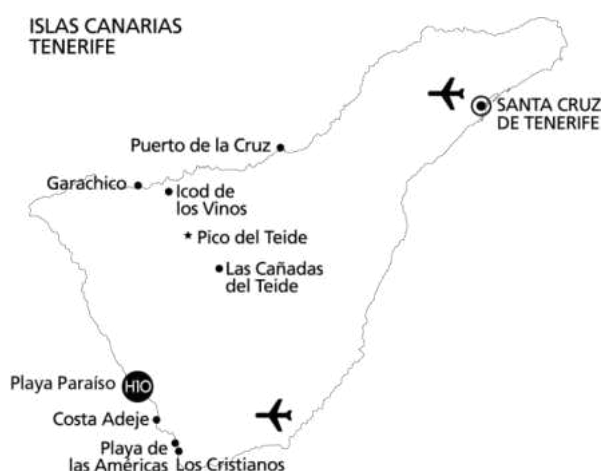 ISLAS CANARIAS
TENERIFE
SANTA CRUZ
DE TENERIFE
Puerto de la Cruz
Garachico
Icod de
los Vinos
Pico del Teide
Las Cañadas
del Teide
Playa Paraíso
H10
Costa Adeje
Playa de
las Américas
Los Cristianos